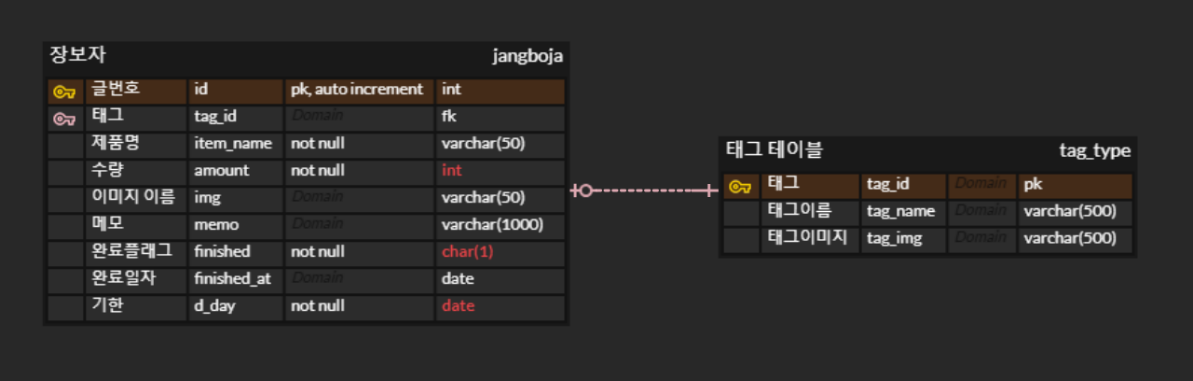 장보자 jangboja
글번호 id pk, auto increment int
태그 tag_id Domain fk
제품명 item_name not null varchar(50)
수량 amount not null int
이미지 이름 img Domain varchar(50)
메모 memo Domain varchar(1000)
완료플래그 finished not null char(1)
완료일자 finished_at Domain date
기한 d_day not null date
태그 테이블 tag_type
태그 tag_id Domain pk
태그이름 tag_name Domain varchar(500)
태그이미지 tag_img Domain varchar(500)